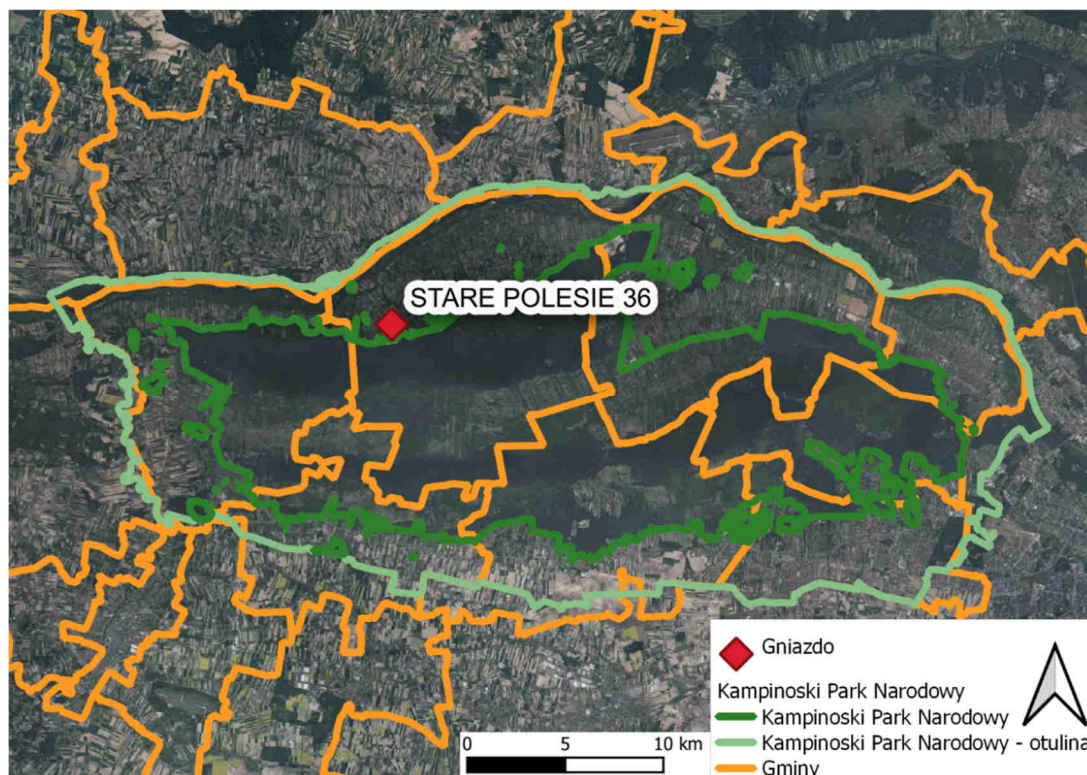 STARE POLESIE 36
Gniazdo
Kampinoski Park Narodowy
Kampinoski Park Narodowy
Kampinoski Park Narodowy - otulina
Gminy
0 5 10 km